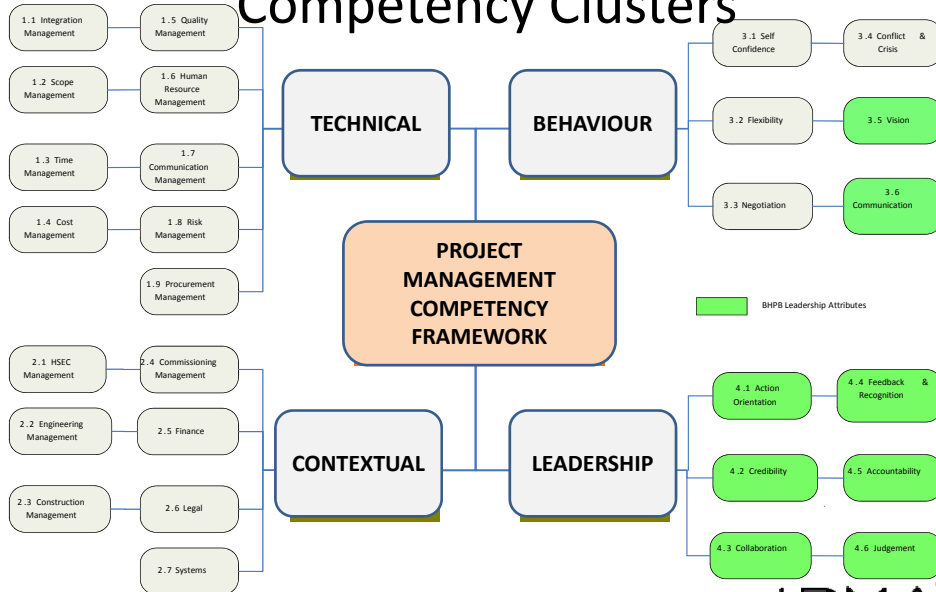 Competency Clusters
1.1 Integration
Management
1.5 Quality
Management
1.2 Scope
Management
1.6 Human
Resource
Management
1.3 Time
Management
1.7
Communication
Management
1.4 Cost
Management
1.8 Risk
Management
1.9 Procurement
Management
TECHNICAL
BEHAVIOUR
3.1 Self
Confidence
3.4 Conflict &
Crisis
3.2 Flexibility
3.5 Vision
3.3 Negotiation
3.6
Communication
PROJECT
MANAGEMENT
COMPETENCY
FRAMEWORK
BHPB Leadership Attributes
2.1 HSEC
Management
2.4 Commissioning
Management
2.2 Engineering
Management
2.5 Finance
2.3 Construction
Management
2.6 Legal
2.7 Systems
CONTEXTUAL
LEADERSHIP
4.1 Action
Orientation
4.4 Feedback &
Recognition
4.2 Credibility
4.5 Accountability
4.3 Collaboration
4.6 Judgement